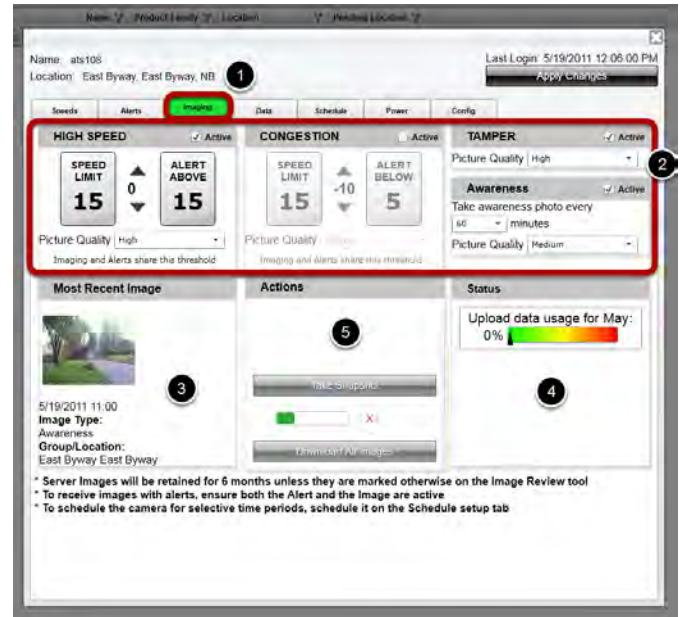 Name Product Family Location Pending Location
Name: ats108
Location: East Byway, East Byway, NB
1
Last Login: 5/19/2011 12:06:00 PM
Apply Changes
Speeds Alerts Imaging Data Schedule Power Config
HIGH SPEED Active
SPEED LIMIT 15
0
ALERT ABOVE 15
Picture Quality High
Imaging and Alerts share this threshold
CONGESTION Active
SPEED LIMIT 15
-10
ALERT BELOW 5
Picture Quality
Imaging and Alerts share this threshold
TAMPER Active
Picture Quality High
2
Awareness Active
Take awareness photo every
60 minutes
Picture Quality Medium
Most Recent Image
3
5/19/2011 11:00
Image Type:
Awareness
Group/Location:
East Byway East Byway
Actions
5
Take Snapshot
X
Download All Images
Status
Upload data usage for May:
0%
4
* Server Images will be retained for 6 months unless they are marked otherwise on the Image Review tool
* To receive images with alerts, ensure both the Alert and the Image are active
* To schedule the camera for selective time periods, schedule it on the Schedule setup tab